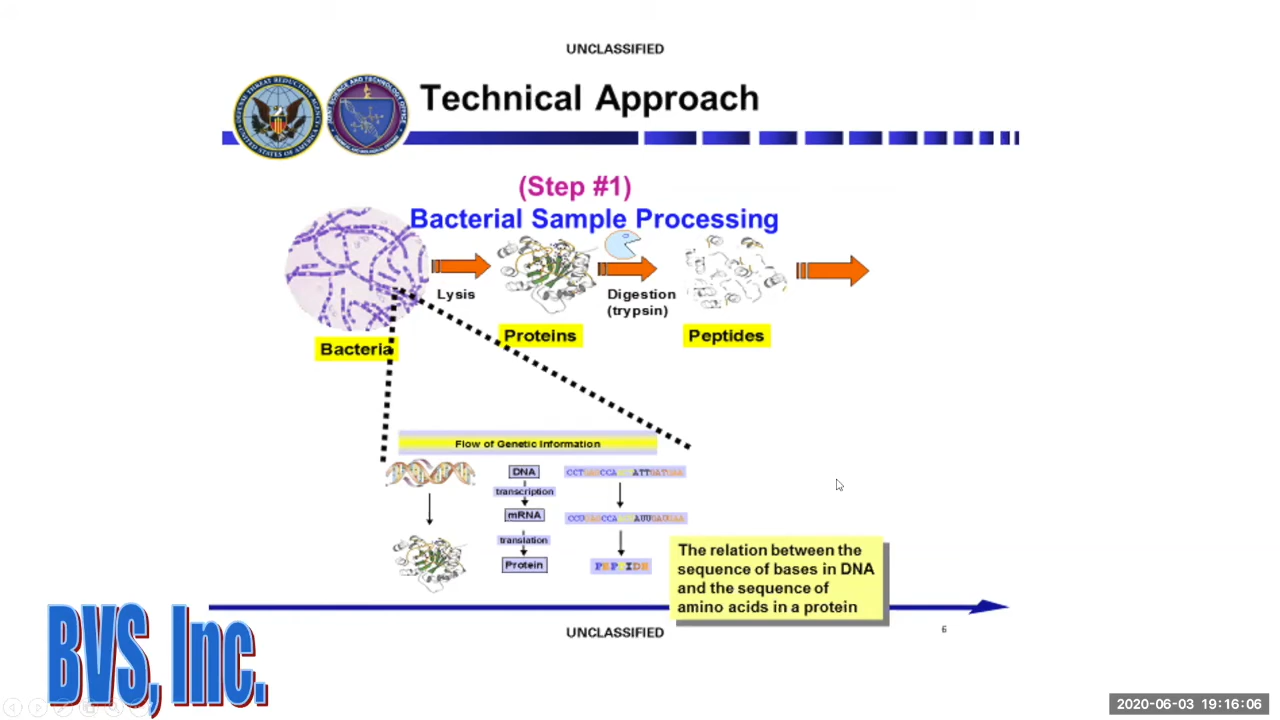 UNCLASSIFIED
Technical Approach
(Step #1)
Bacterial Sample Processing
Lysis
Digestion
(trypsin)
Bacteria
Proteins
Peptides
Flow of Genetic Information
DNA
transcription
mRNA
translation
Protein
The relation between the
sequence of bases in DNA
and the sequence of
amino acids in a protein
UNCLASSIFIED
6
BVS, Inc.
2020-06-03 19:16:06